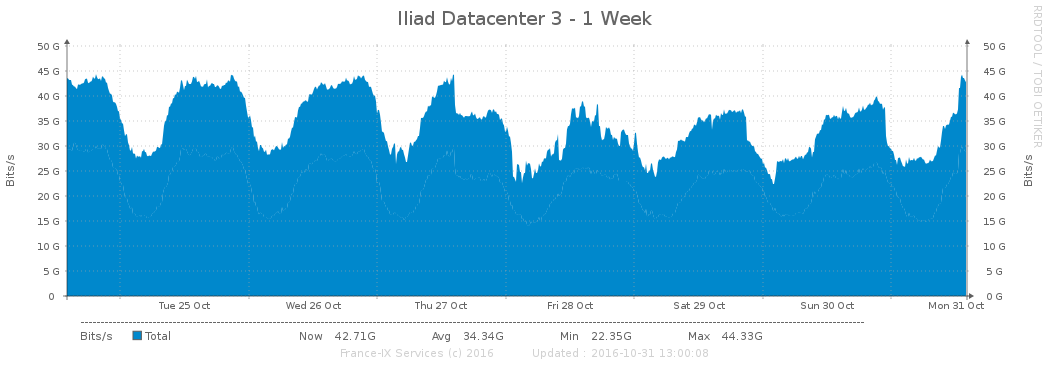 Iliad Datacenter 3 - 1 Week
RRDTOOL / TOBI OETIKER
50 G 50 G
45 G 45 G
40 G 40 G
35 G 35 G
30 G 30 G
25 G 25 G
20 G 20 G
15 G 15 G
10 G 10 G
5 G 5 G
0 0 G
Bits/s
Bits/s
Tue 25 Oct Wed 26 Oct Thu 27 Oct Fri 28 Oct Sat 29 Oct Sun 30 Oct Mon 31 Oct
Bits/s Total Now 42.71G Avg 34.34G Min 22.35G Max 44.33G
France-IX Services (c) 2016 Updated : 2016-10-31 13:00:08